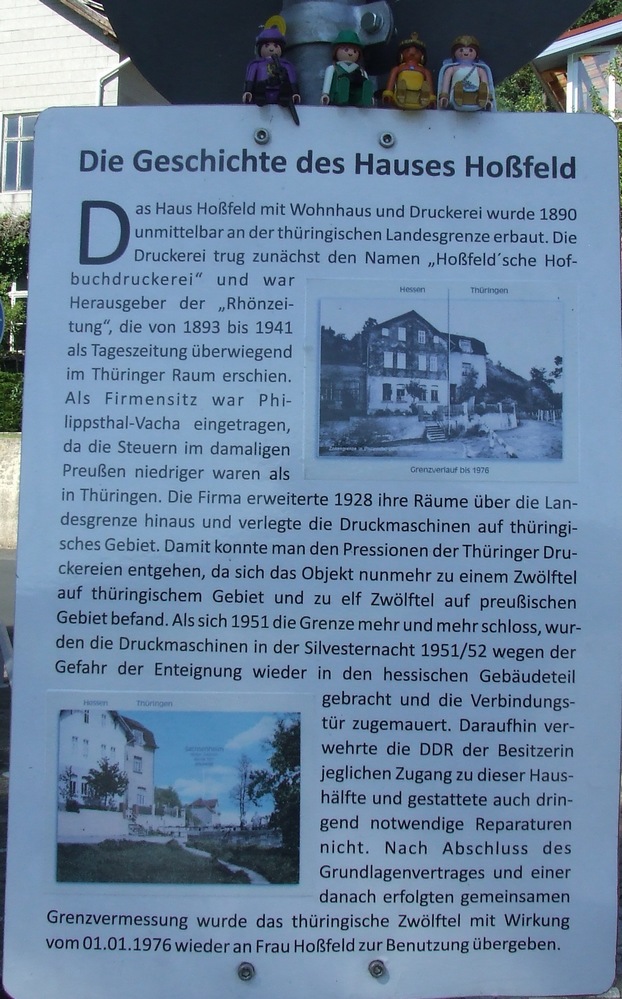 Die Geschichte des Hauses Hoßfeld
Das Haus Hoßfeld mit Wohnhaus und Druckerei wurde 1890
unmittelbar an der thüringischen Landesgrenze erbaut. Die
Druckerei trug zunächst den Namen „Hoßfeld´sche Hof-
buchdruckerei“ und war
Herausgeber der „Rhönzei-
tung“, die von 1893 bis 1941
als Tageszeitung überwiegend
im Thüringer Raum erschien.
Als Firmensitz war Phi-
lippsthal-Vacha eingetragen,
da die Steuern im damaligen
Preußen niedriger waren als
Hessen Thüringen
Grenzverlauf bis 1976
in Thüringen. Die Firma erweiterte 1928 ihre Räume über die Lan-
desgrenze hinaus und verlegte die Druckmaschinen auf thüringi-
sches Gebiet. Damit konnte man den Pressionen der Thüringer Dru-
ckereien entgehen, da sich das Objekt nunmehr zu einem Zwölftel
auf thüringischem Gebiet und zu elf Zwölftel auf preußischen
Gebiet befand. Als sich 1951 die Grenze mehr und mehr schloss, wur-
den die Druckmaschinen in der Silvesternacht 1951/52 wegen der
Gefahr der Enteignung wieder in den hessischen Gebäudeteil
Hessen Thüringen
gebracht und die Verbindungs-
tür zugemauert. Daraufhin ver-
wehrte die DDR der Besitzerin
jeglichen Zugang zu dieser Haus-
hälfte und gestattete auch drin-
gend notwendige Reparaturen
nicht. Nach Abschluss des
Grundlagenvertrages und einer
danach erfolgten gemeinsamen
Grenzvermessung wurde das thüringische Zwölftel mit Wirkung
vom 01.01.1976 wieder an Frau Hoßfeld zur Benutzung übergeben.